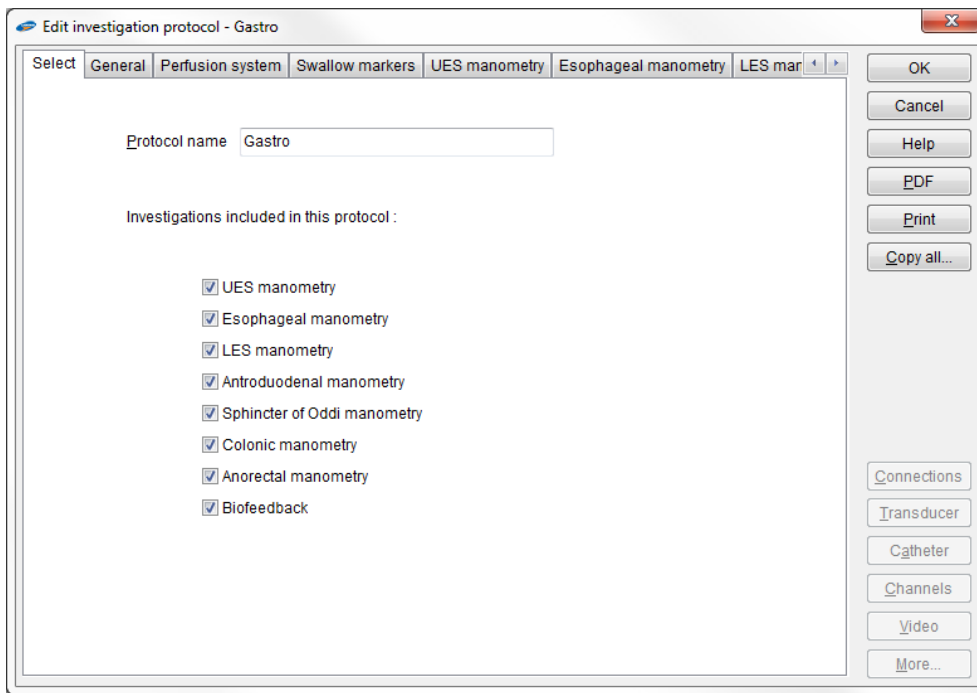 Edit investigation protocol - Gastro
Select General Perfusion system Swallow markers UES manometry Esophageal manometry LES mar
Protocol name Gastro
Investigations included in this protocol :
UES manometry
Esophageal manometry
LES manometry
Antroduodenal manometry
Sphincter of Oddi manometry
Colonic manometry
Anorectal manometry
Biofeedback
OK
Cancel
Help
PDF
Print
Copy all...
Connections
Transducer
Catheter
Channels
Video
More...